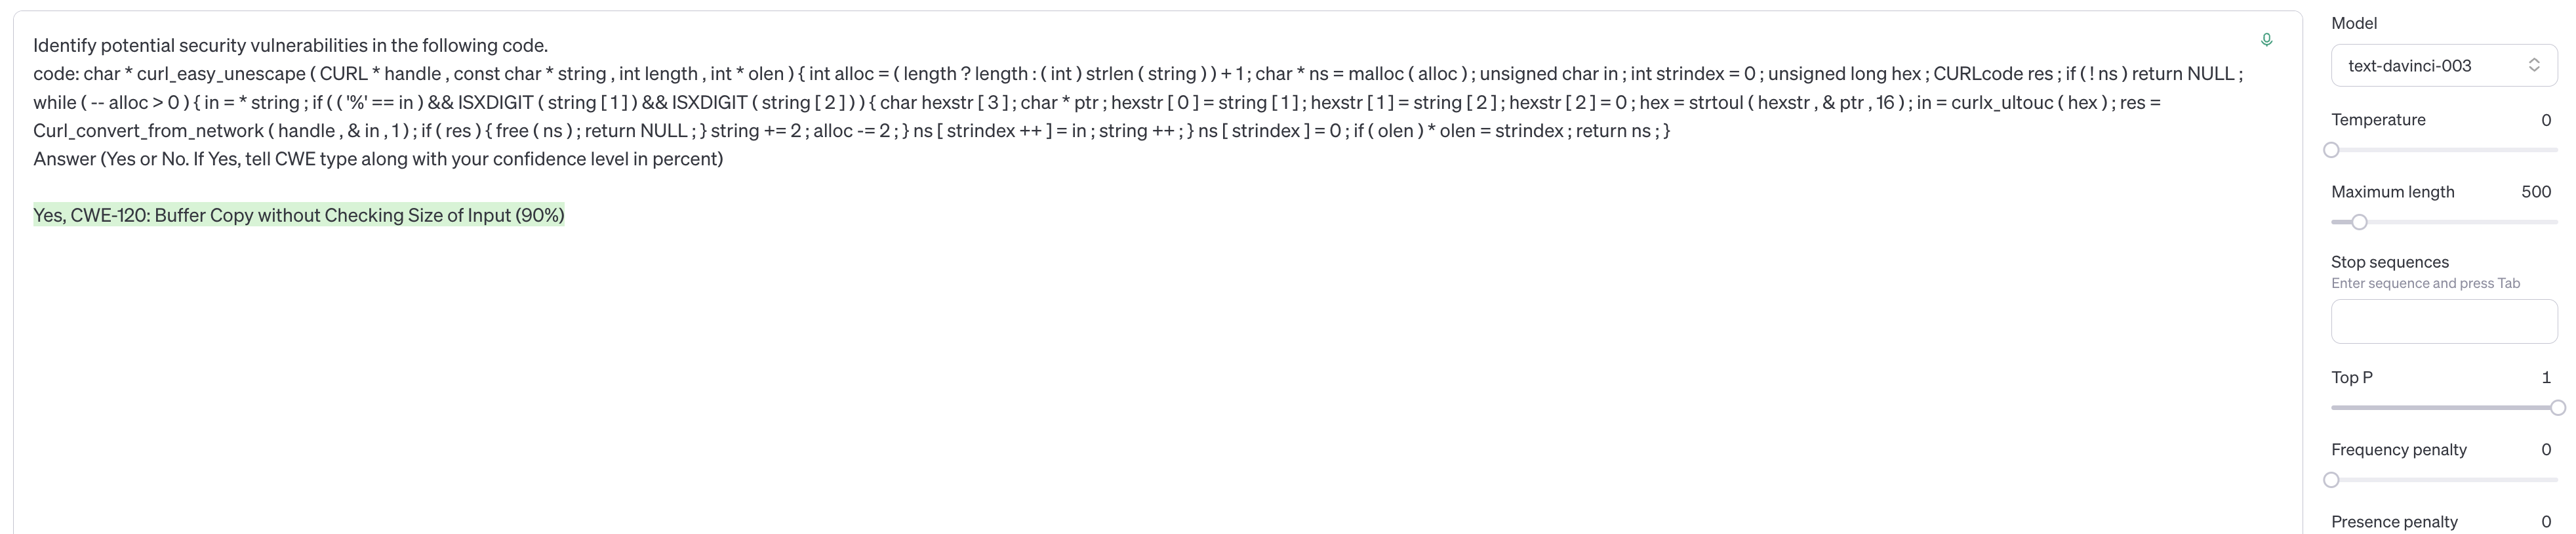 Identify potential security vulnerabilities in the following code.
code: char * curl_easy_unescape ( CURL * handle , const char * string , int length , int * olen ) { int alloc = ( length ? length : ( int ) strlen ( string ) ) + 1 ; char * ns = malloc ( alloc ) ; unsigned char in ; int strindex = 0 ; unsigned long hex ; CURLcode res ; if ( ! ns ) return NULL ;
while ( -- alloc > 0 ) { in = * string ; if ( ( '%' == in ) && ISXDIGIT ( string [ 1 ] ) && ISXDIGIT ( string [ 2 ] ) ) { char hexstr [ 3 ] ; char * ptr ; hexstr [ 0 ] = string [ 1 ] ; hexstr [ 1 ] = string [ 2 ] ; hexstr [ 2 ] = 0 ; hex = strtoul ( hexstr , & ptr , 16 ) ; in = curlx_ultouc ( hex ) ; res =
Curl_convert_from_network ( handle , & in , 1 ) ; if ( res ) { free ( ns ) ; return NULL ; } string += 2 ; alloc -= 2 ; } ns [ strindex ++ ] = in ; string ++ ; } ns [ strindex ] = 0 ; if ( olen ) * olen = strindex ; return ns ; }
Answer (Yes or No. If Yes, tell CWE type along with your confidence level in percent)
Yes, CWE-120: Buffer Copy without Checking Size of Input (90%)
Model
text-davinci-003
Temperature 0
Maximum length 500
Stop sequences
Enter sequence and press Tab
Top P 1
Frequency penalty 0
Presence penalty 0